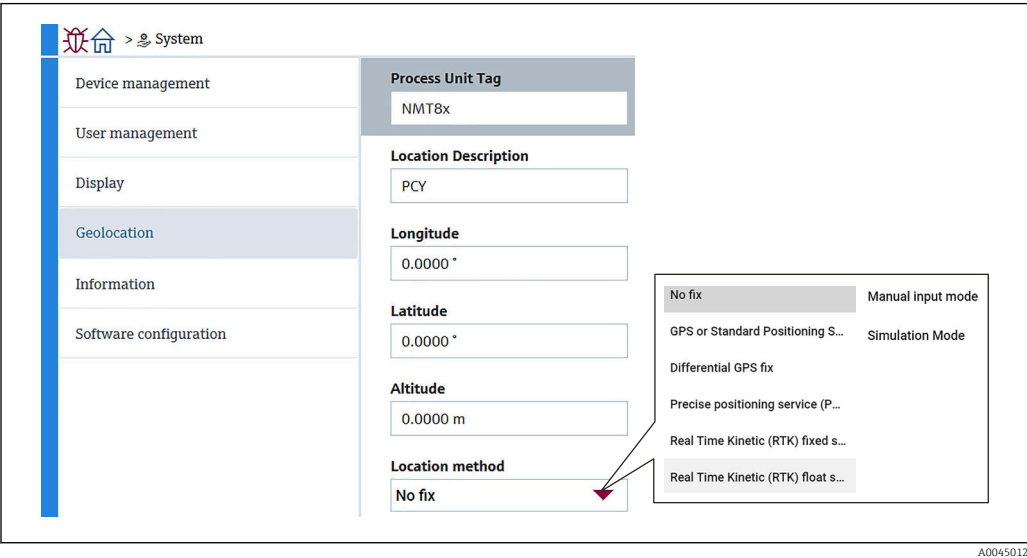 > System
Device management
User management
Display
Geolocation
Information
Software configuration
Process Unit Tag
NMT8x
Location Description
PCY
Longitude
0.0000 °
Latitude
0.0000 °
Altitude
0.0000 m
Location method
No fix
No fix
GPS or Standard Positioning S...
Differential GPS fix
Precise positioning service (P...
Real Time Kinetic (RTK) fixed s...
Real Time Kinetic (RTK) float s...
Manual input mode
Simulation Mode
A0045012